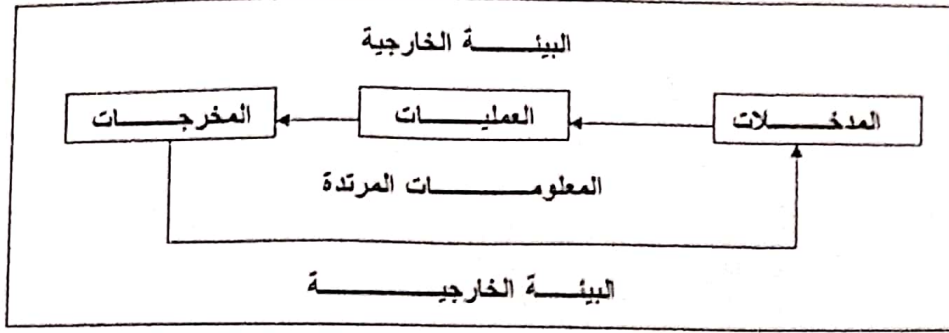 البيئة الخارجية
المدخلات
العمليات
المخرجات
المعلومات المرتدة
البيئة الخارجية